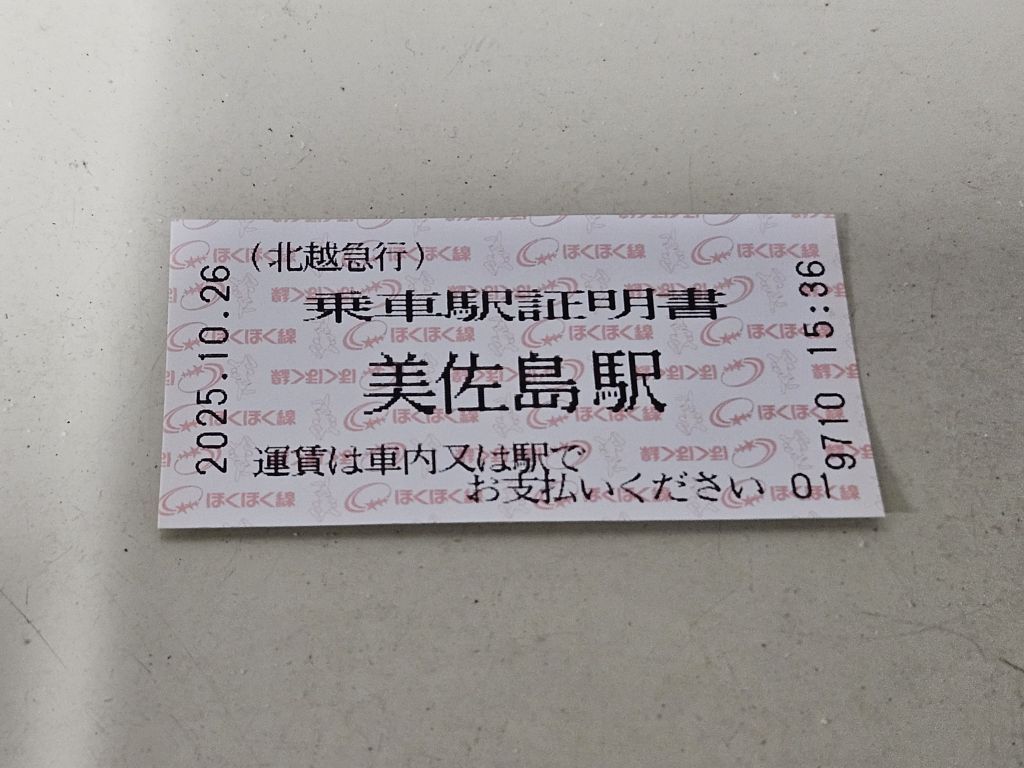 (北越急行)
乗車駅証明書
美佐島駅
運賃は車内又は駅で
お支払いください 01
2025.10.26
9710 15:36
ほくほく線